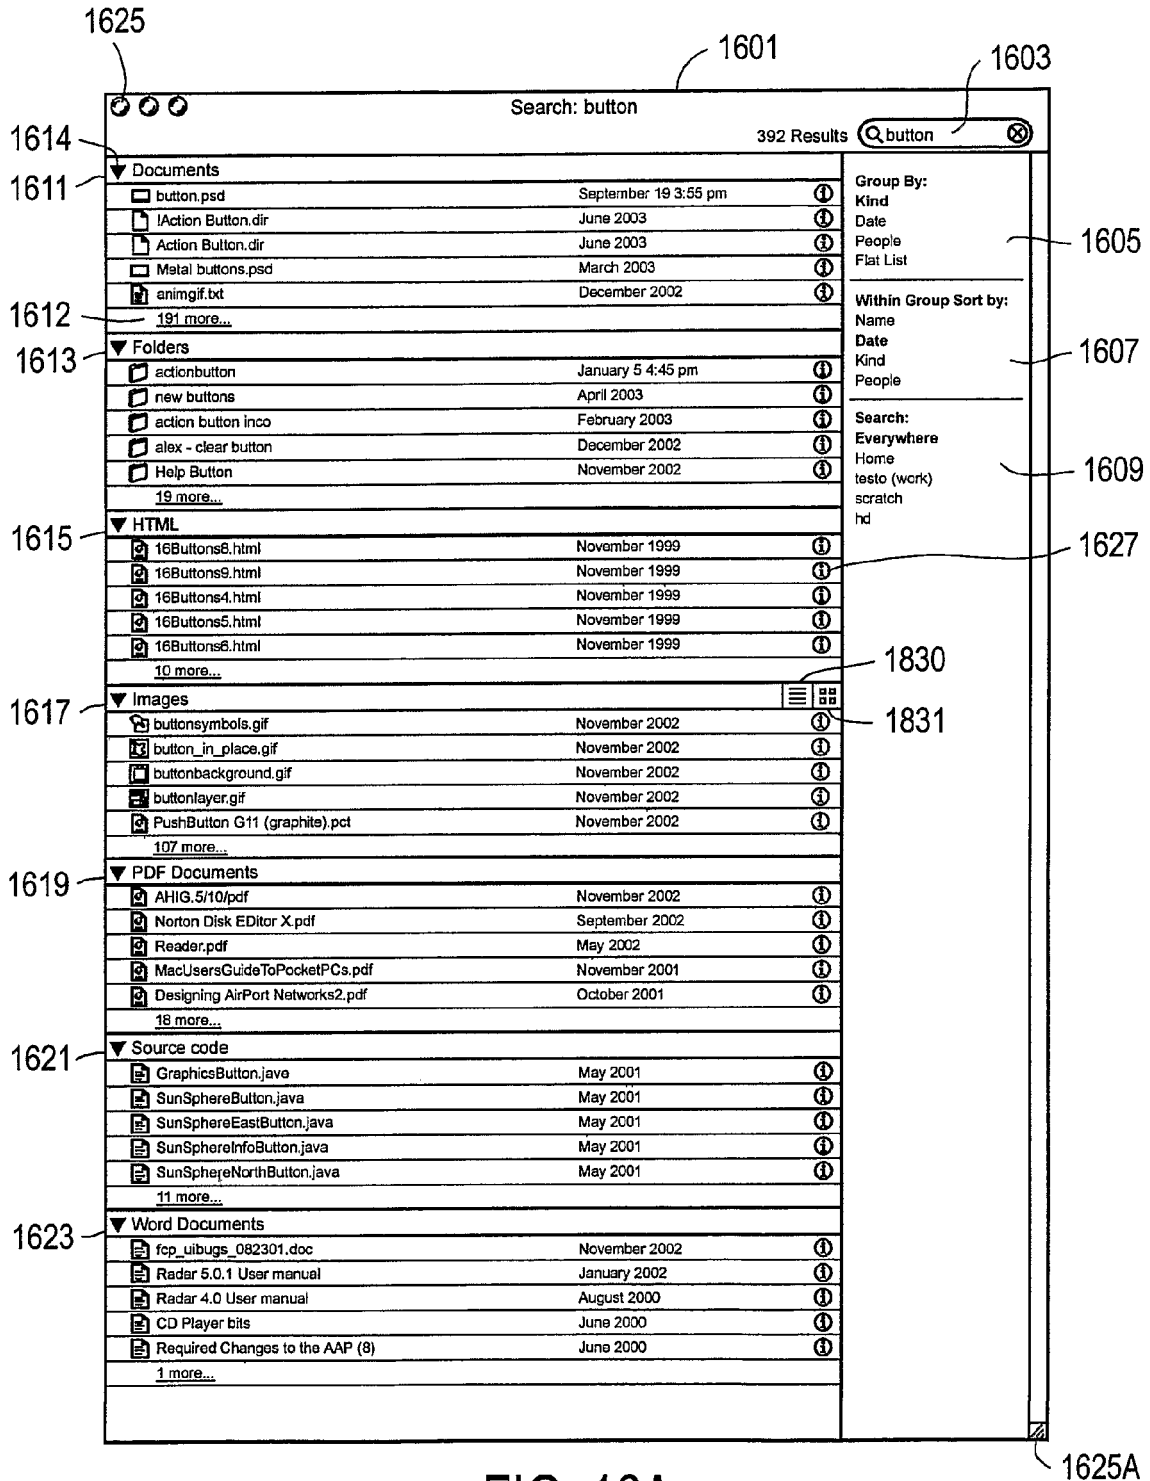 1625
1601
1603
Search: button
392 Results
button
1614
1611
Documents
button.psd September 19 3:55 pm
!Action Button.dir June 2003
Action Button.dir June 2003
Metal buttons.psd March 2003
animgif.txt December 2002
1612
191 more...
1613
Folders
actionbutton January 5 4:45 pm
new buttons April 2003
action button inco February 2003
alex - clear button December 2002
Help Button November 2002
19 more...
1615
HTML
16Buttons8.html November 1999
16Buttons9.html November 1999
16Buttons4.html November 1999
16Buttons5.html November 1999
16Buttons6.html November 1999
10 more...
1617
Images
buttonsymbols.gif November 2002
button_in_place.gif November 2002
buttonbackground.gif November 2002
buttonlayer.gif November 2002
PushButton G11 (graphite).pct November 2002
107 more...
1619
PDF Documents
AHIG.5/10/pdf November 2002
Norton Disk EDitor X.pdf September 2002
Reader.pdf May 2002
MacUsersGuideToPocketPCs.pdf November 2001
Designing AirPort Networks2.pdf October 2001
18 more...
1621
Source code
GraphicsButton.jave May 2001
SunSphereButton.java May 2001
SunSphereEastButton.java May 2001
SunSphereInfoButton.java May 2001
SunSphereNorthButton.java May 2001
11 more...
1623
Word Documents
fcp_uibugs_082301.doc November 2002
Radar 5.0.1 User manual January 2002
Radar 4.0 User manual August 2000
CD Player bits June 2000
Required Changes to the AAP (8) June 2000
1 more...
Group By:
Kind
Date
People
Flat List
1605
Within Group Sort by:
Name
Date
Kind
People
1607
Search:
Everywhere
Home
testo (work)
scratch
hd
1609
1627
1830
1831
1625A